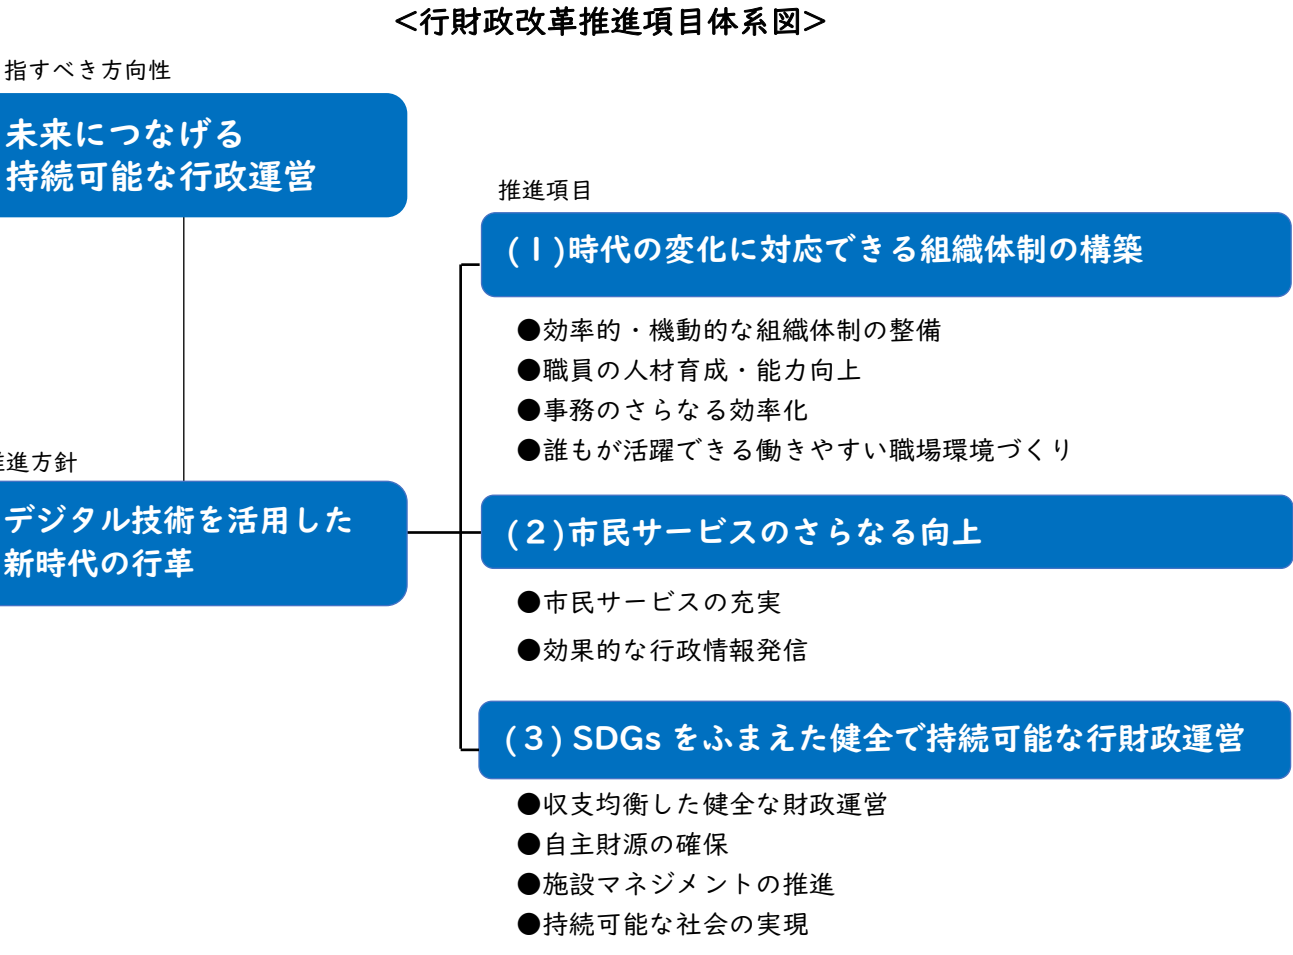 <行財政改革推進項目体系図>
指すべき方向性
未来につなげる
持続可能な行政運営
推進項目
(1)時代の変化に対応できる組織体制の構築
●効率的・機動的な組織体制の整備
●職員の人材育成・能力向上
●事務のさらなる効率化
●誰もが活躍できる働きやすい職場環境づくり
進方針
デジタル技術を活用した
新時代の行革
(2)市民サービスのさらなる向上
●市民サービスの充実
●効果的な行政情報発信
(3) SDGs をふまえた健全で持続可能な行財政運営
●収支均衡した健全な財政運営
●自主財源の確保
●施設マネジメントの推進
●持続可能な社会の実現